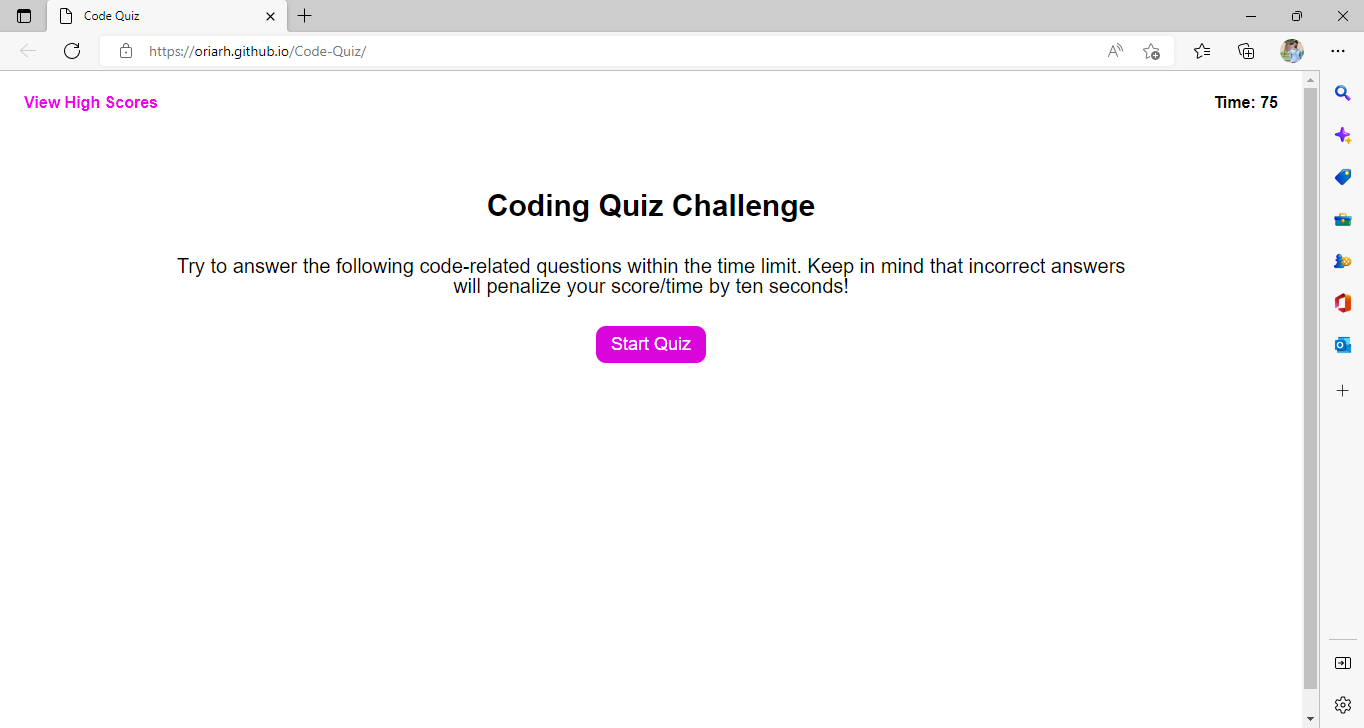 Code Quiz
https://oriarh.github.io/Code-Quiz/
View High Scores
Time: 75
Coding Quiz Challenge
Try to answer the following code-related questions within the time limit. Keep in mind that incorrect answers
will penalize your score/time by ten seconds!
Start Quiz